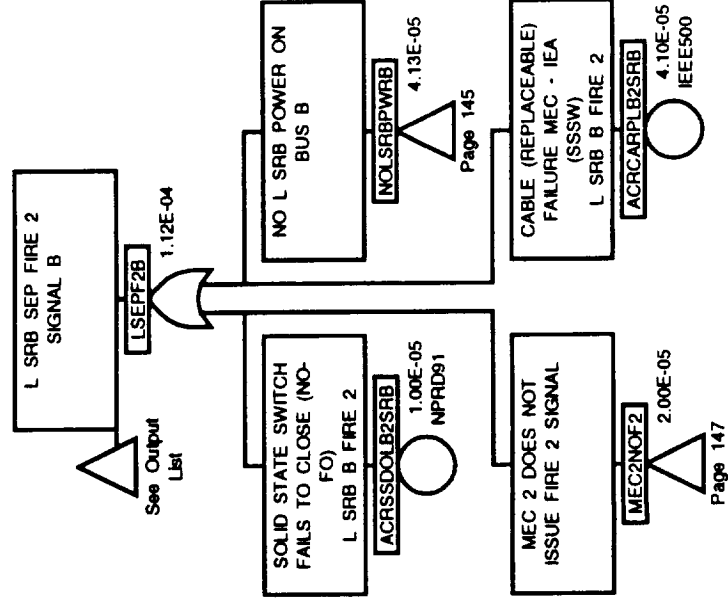 L SRB SEP FIRE 2
SIGNAL B
LSEPF2B
1.12E-04
See Output
List
SOLID STATE SWITCH
FAILS TO CLOSE (NO-
FO)
L SRB B FIRE 2
ACRSSDOLB2SRB
1.00E-05
NPRD91
NO L SRB POWER ON
BUS B
NOLSRBPWRB
4.13E-05
Page 145
MEC 2 DOES NOT
ISSUE FIRE 2 SIGNAL
MEC2NOF2
2.00E-05
Page 147
CABLE (REPLACEABLE)
FAILURE MEC - IEA
(SSSW)
L SRB B FIRE 2
ACRCARPLB2SRB
4.10E-05
IEEE500